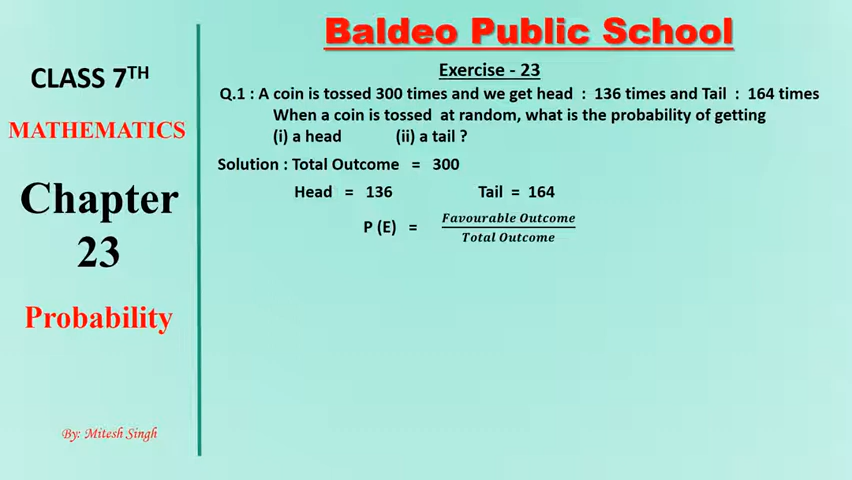 Baldeo Public School
CLASS 7TH
MATHEMATICS
Chapter
23
Probability
By: Mitesh Singh
Exercise - 23
Q.1 : A coin is tossed 300 times and we get head : 136 times and Tail : 164 times
When a coin is tossed at random, what is the probability of getting
(i) a head (ii) a tail ?
Solution : Total Outcome = 300
Head = 136 Tail = 164
P (E) = Favourable Outcome / Total Outcome